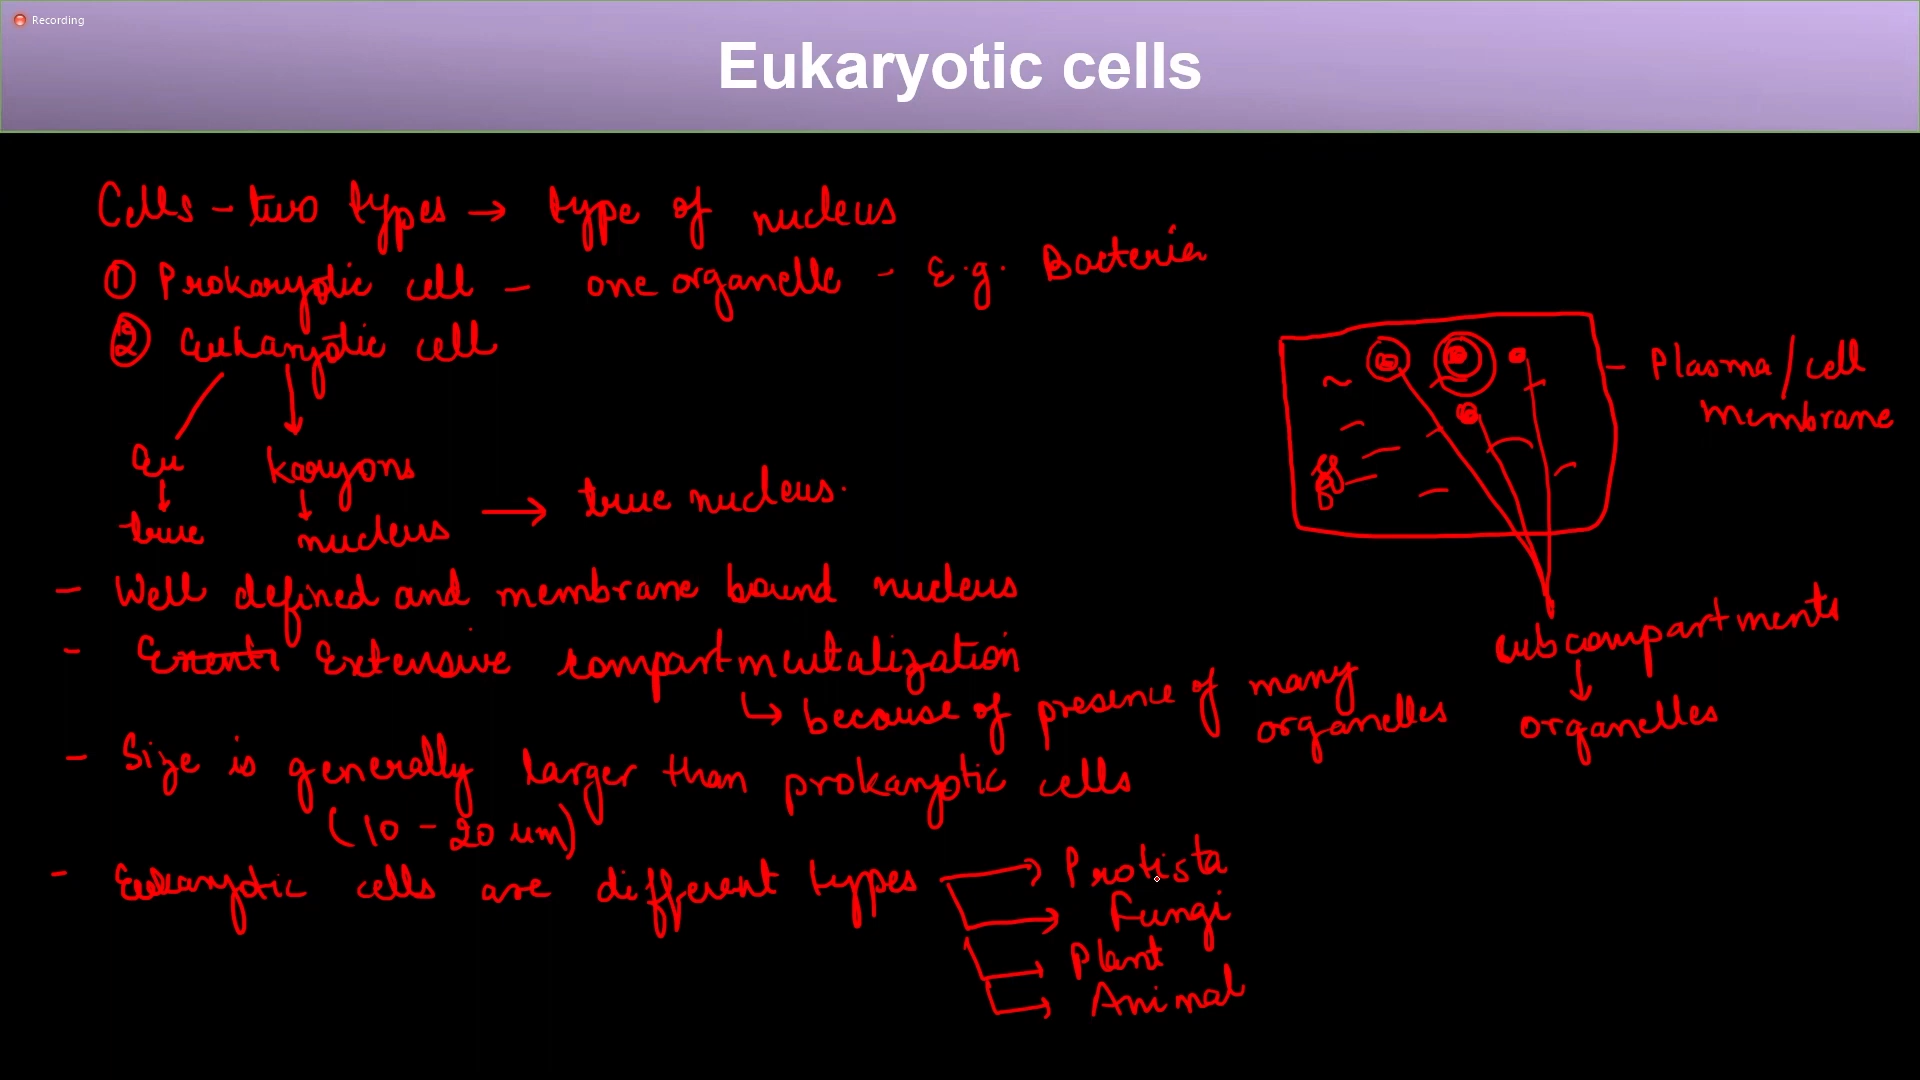 Recording
Eukaryotic cells
Cells - two types → type of nucleus
① Prokaryotic cell - one organelle - E.g. Bacteria
② Eukaryotic cell
Eu karyons
↓ ↓
true nucleus → true nucleus.
- Well defined and membrane bound nucleus
- Extensive compartmentalization
↳ because of presence of many
organelles
- Size is generally larger than prokaryotic cells
(10 - 20 um)
- Eukaryotic cells are different types → Protista
→ Fungi
→ Plant
→ Animal
- Plasma/cell
membrane
subcompartments
↓
organelles